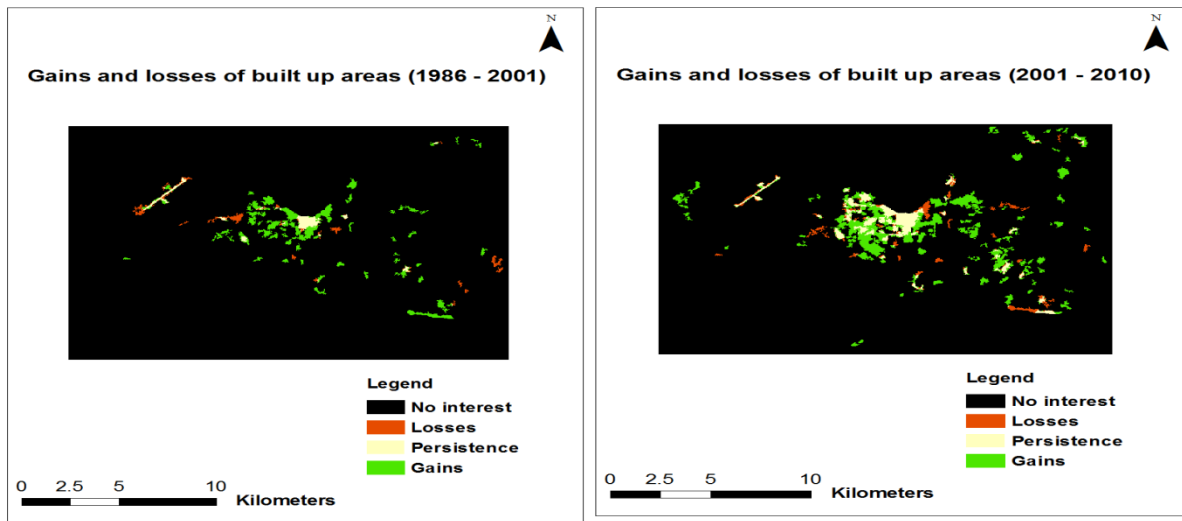 N
Gains and losses of built up areas (1986 - 2001)
Legend
No interest
Losses
Persistence
Gains
0 2.5 5 10
Kilometers
N
Gains and losses of built up areas (2001 - 2010)
Legend
No interest
Losses
Persistence
Gains
0 2.5 5 10
Kilometers